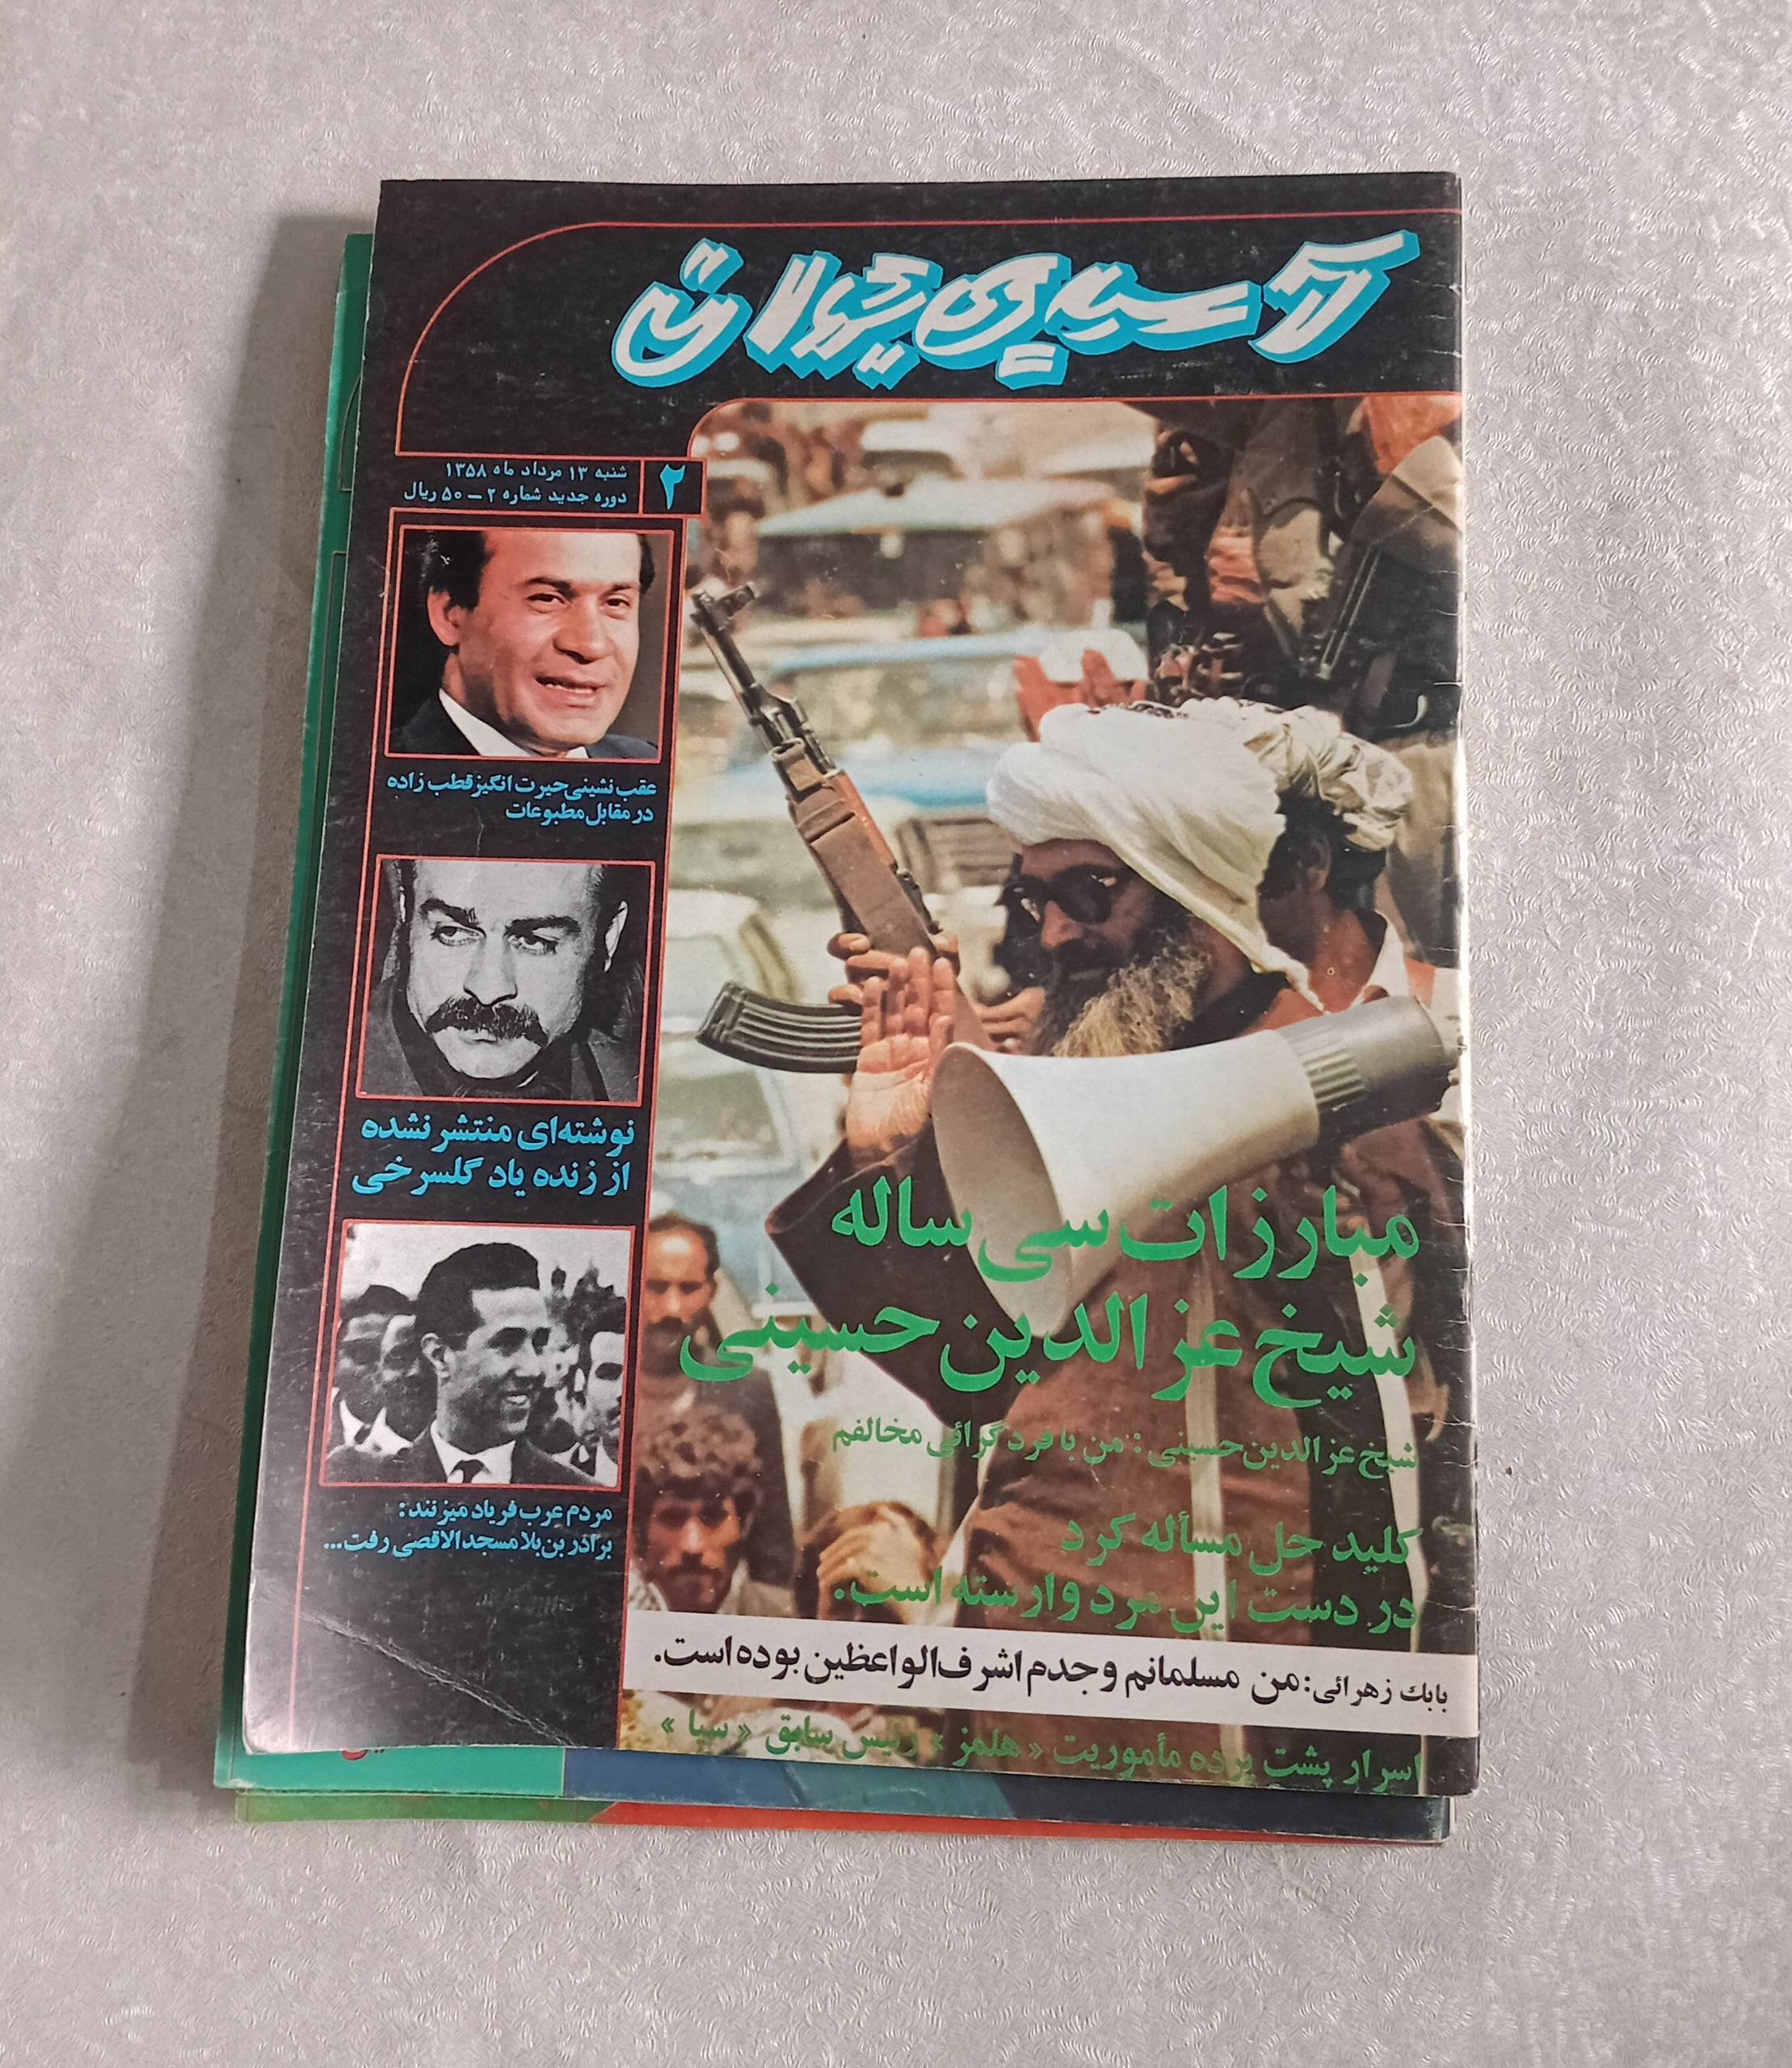 آسیای جوان
۲
شنبه ۱۳ مرداد ماه ۱۳۵۸
دوره جدید شماره ۲ – ۵۰ ریال
عقب نشینی حیرت انگیز قطب زاده
در مقابل مطبوعات
نوشته‌ای منتشر نشده
از زنده یاد گلسرخی
مردم عرب فریاد میزنند:
برادر بن بلا مسجد الاقصی رفت...
مبارزات سی ساله
شیخ عزالدین حسینی
شیخ عزالدین حسینی: من با فردگرائی مخالفم
کلید حل مسأله کرد
در دست این مرد وارسته است.
بابك زهرائی: من مسلمانم و جدم اشرف الواعظین بوده است.
اسرار پشت پرده مأموریت «هلمز» رئیس سابق «سیا»